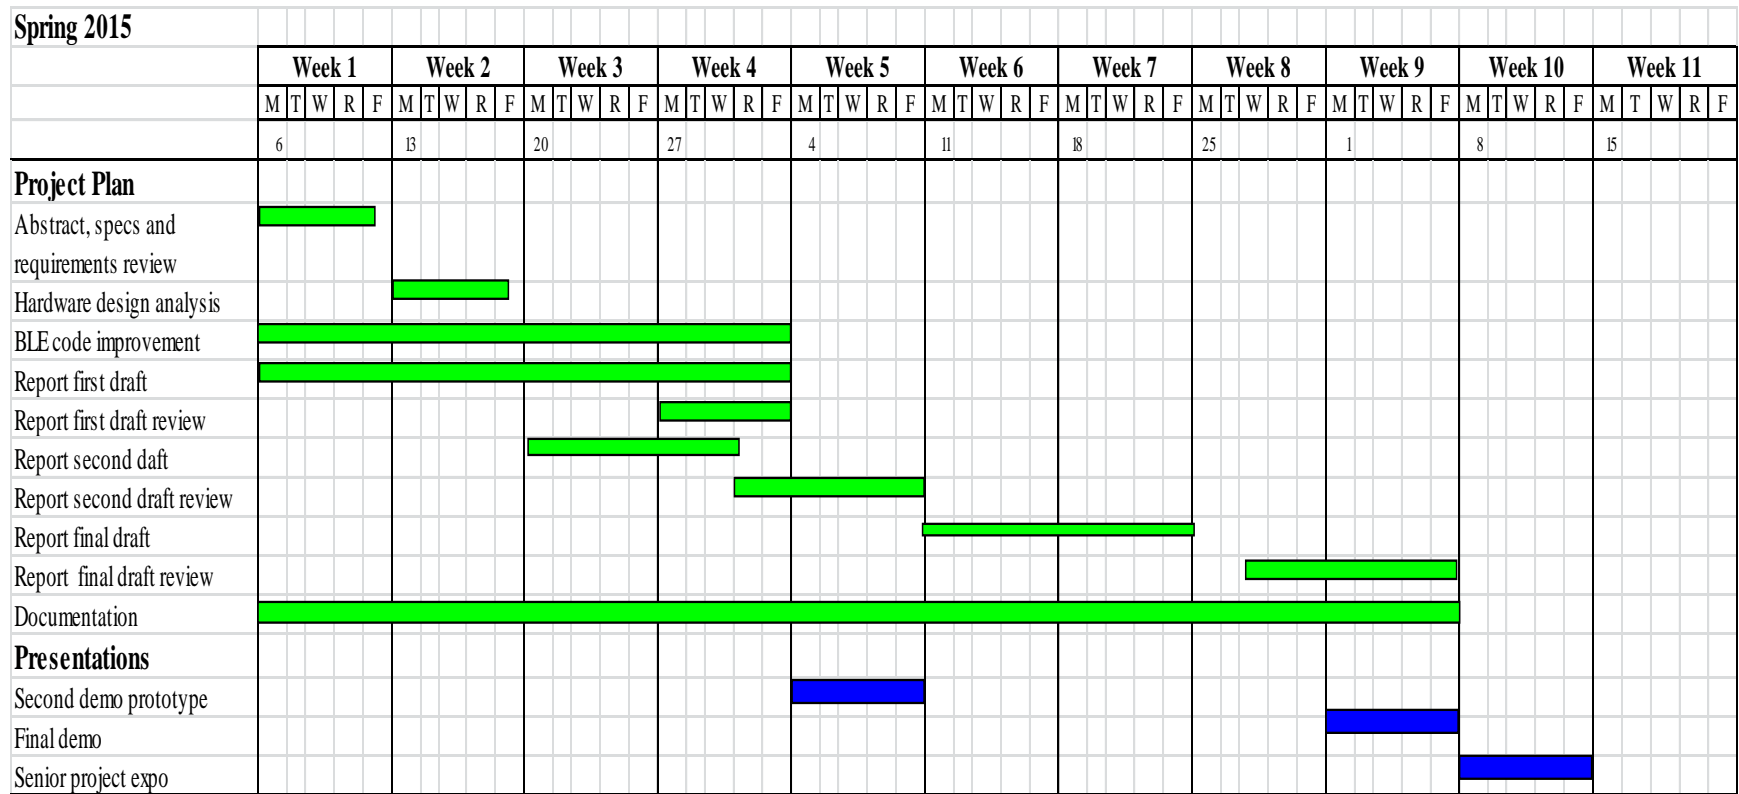 Spring 2015
Week 1 Week 2 Week 3 Week 4 Week 5 Week 6 Week 7 Week 8 Week 9 Week 10 Week 11
M T W R F M T W R F M T W R F M T W R F M T W R F M T W R F M T W R F M T W R F M T W R F M T W R F M T W R F
6 13 20 27 4 11 18 25 1 8 15
Project Plan
Abstract, specs and
requirements review
Hardware design analysis
BLE code improvement
Report first draft
Report first draft review
Report second daft
Report second draft review
Report final draft
Report final draft review
Documentation
Presentations
Second demo prototype
Final demo
Senior project expo